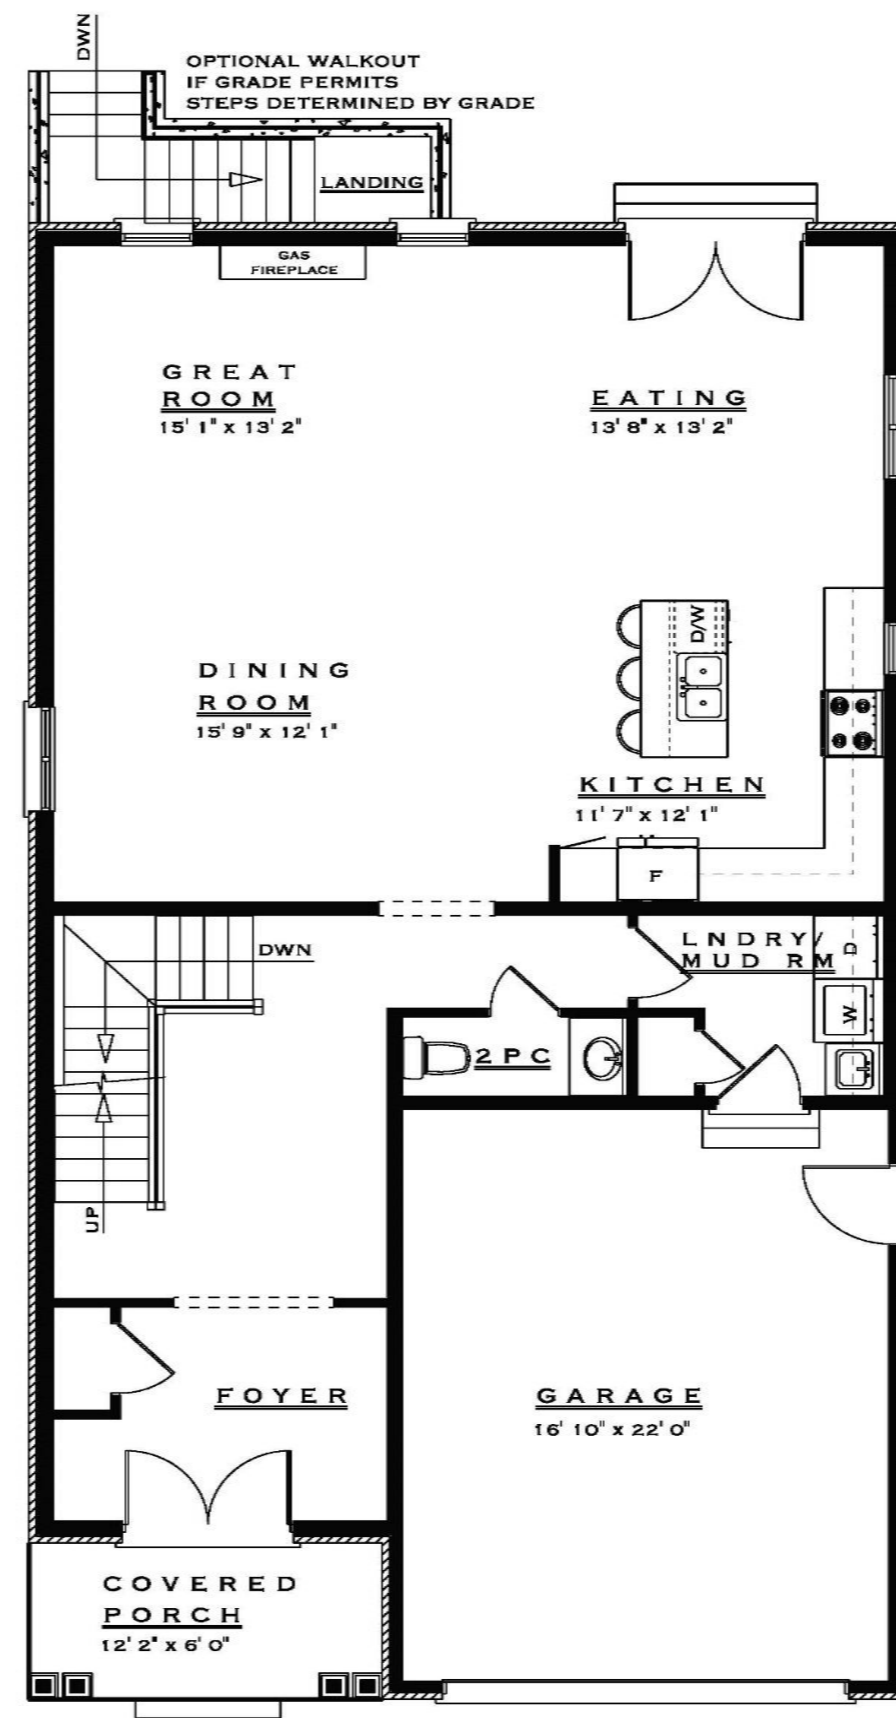 DWN
OPTIONAL WALKOUT
IF GRADE PERMITS
STEPS DETERMINED BY GRADE
LANDING
GAS
FIREPLACE
GREAT
ROOM
15' 1" x 13' 2"
EATING
13' 8" x 13' 2"
D/W
DINING
ROOM
15' 9" x 12' 1"
KITCHEN
11' 7" x 12' 1"
F
DWN
LNDRY/
MUD RM
D
W
2PC
UP
FOYER
GARAGE
16' 10" x 22' 0"
COVERED
PORCH
12' 2" x 6' 0"